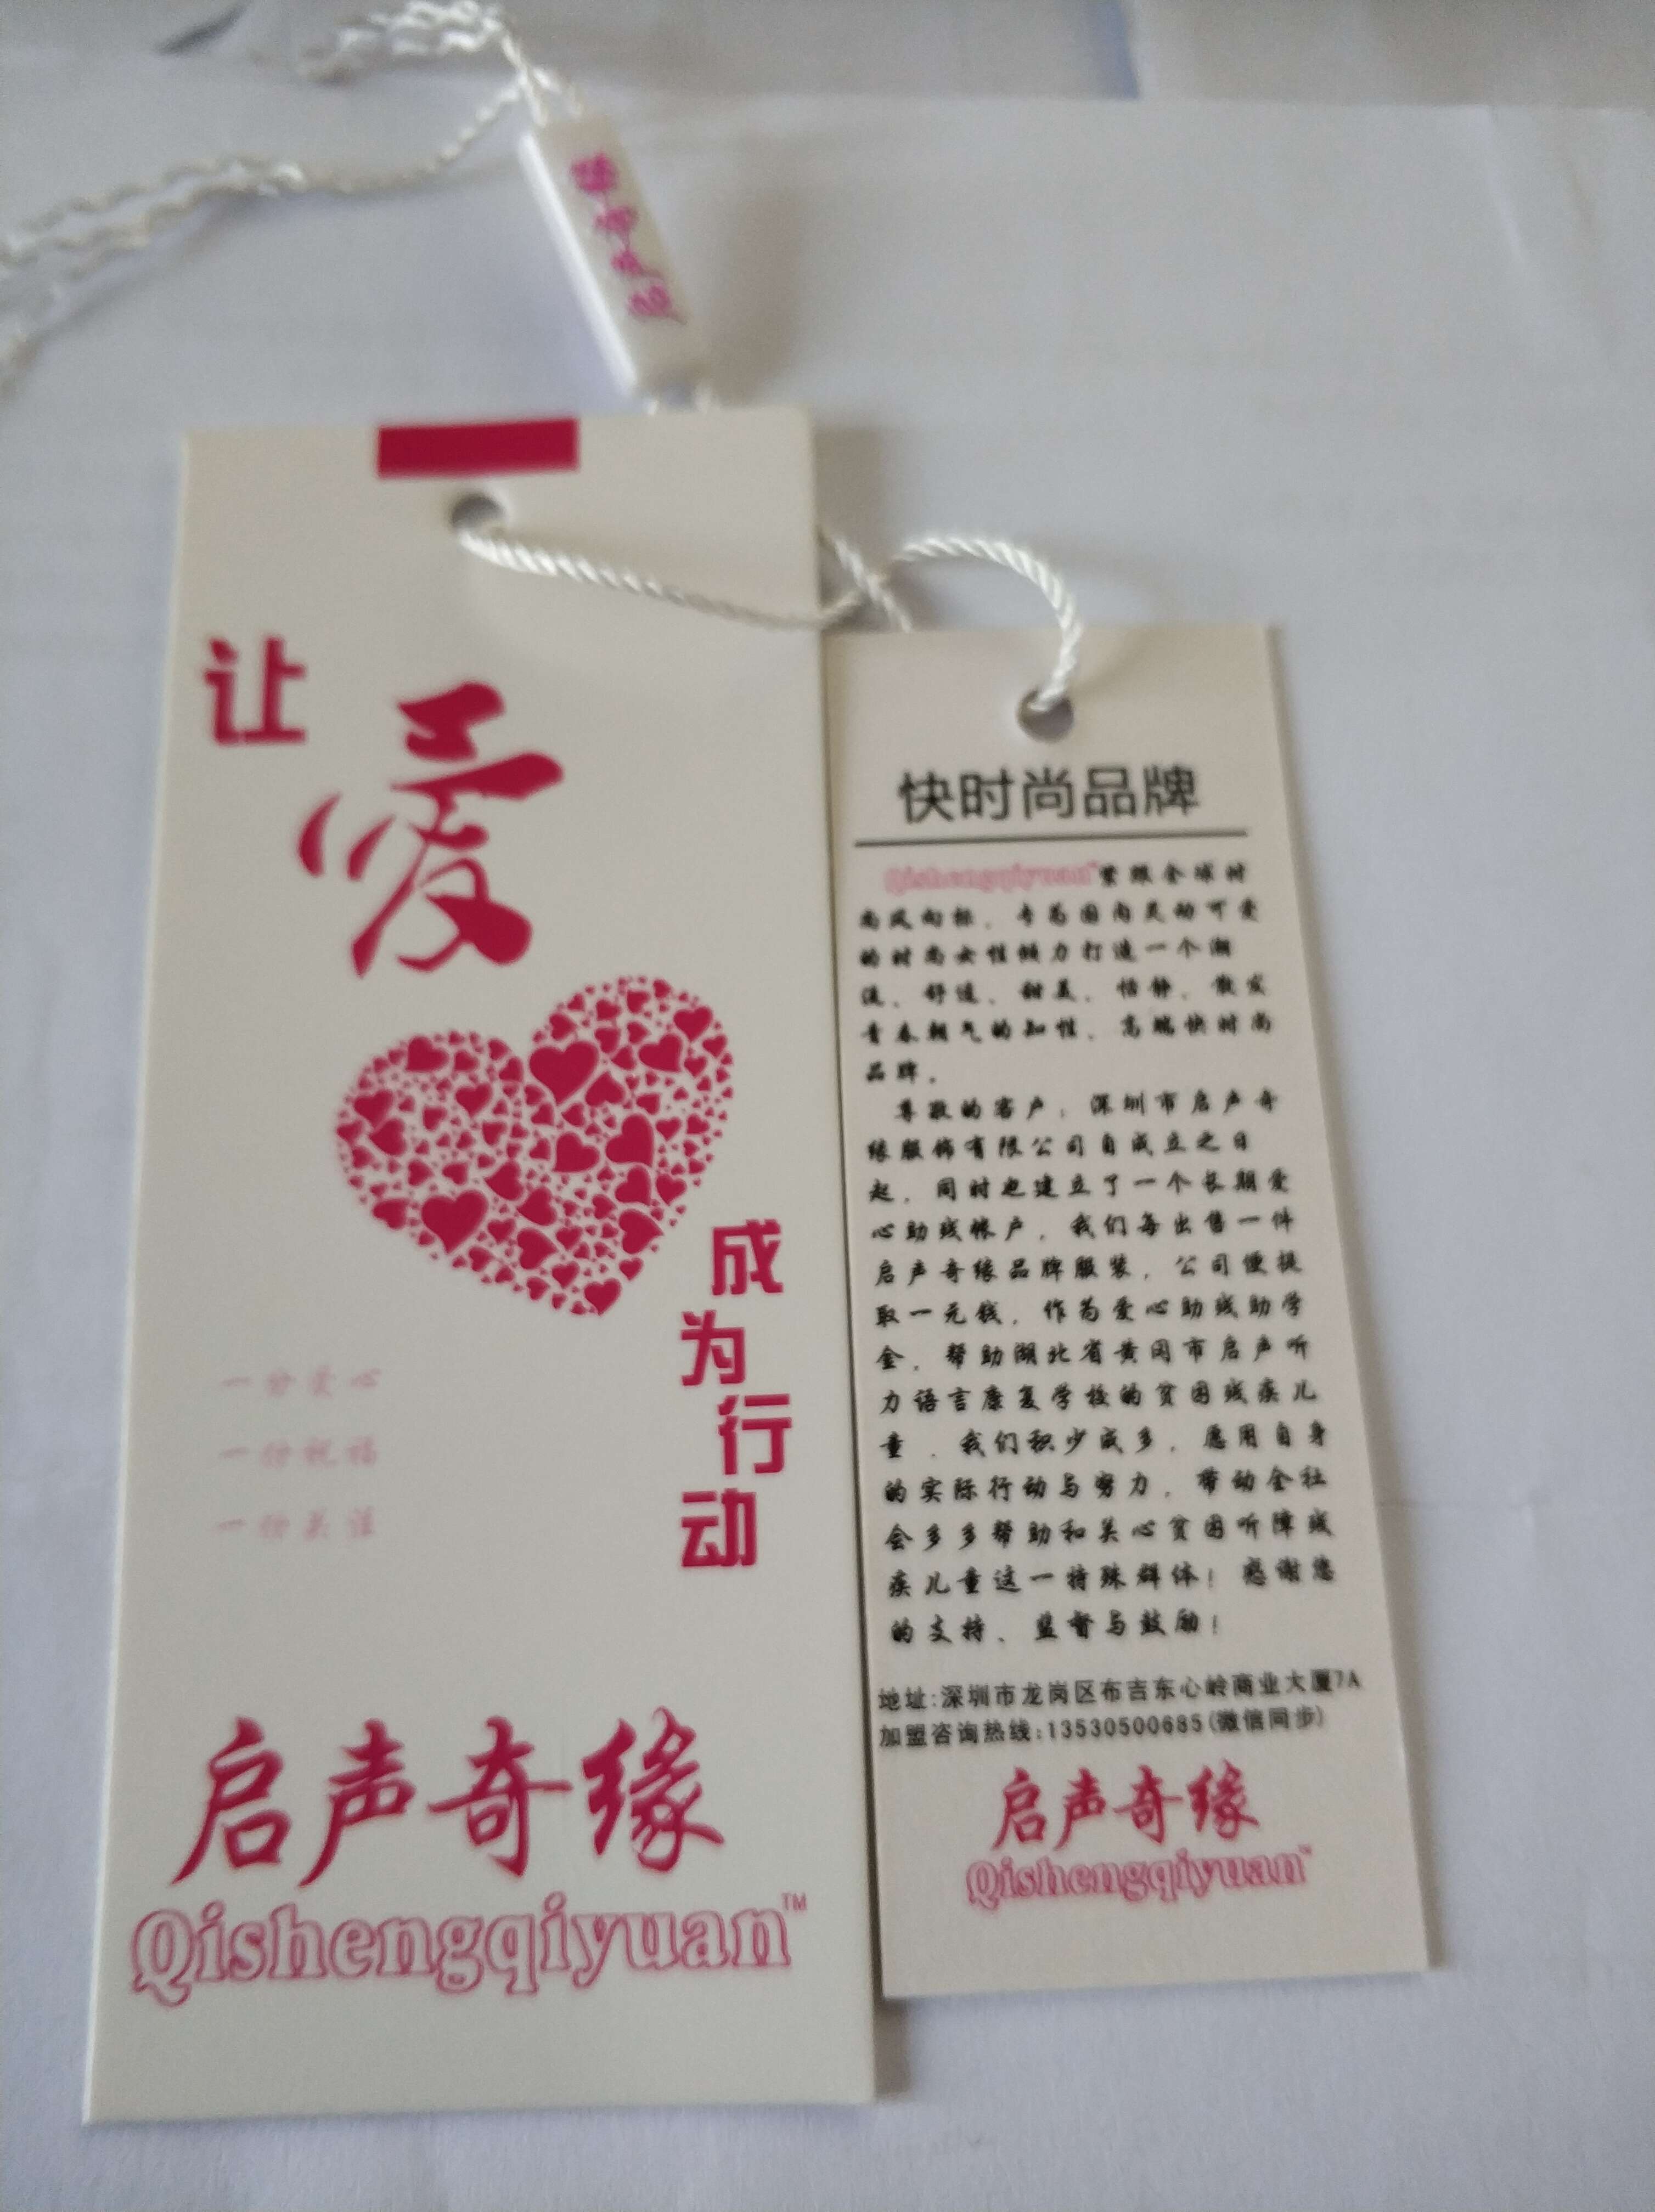 让
爱
成
为
行
动
一份爱心
一份祝福
一份关注
启声奇缘
Qishengqiyuan™
快时尚品牌
Qishengqiyuan™紧跟全球时
尚风向标，专为国内灵动可爱
的时尚女性倾力打造一个潮
流、舒适、甜美、恬静、散发
青春朝气的知性、高端快时尚
品牌。
尊敬的客户：深圳市启声奇
缘服饰有限公司自成立之日
起，同时也建立了一个长期爱
心助残帐户，我们每出售一件
启声奇缘品牌服装，公司便提
取一元钱，作为爱心助残助学
金，帮助湖北省黄冈市启声听
力语言康复学校的贫困残疾儿
童．我们积少成多，愿用自身
的实际行动与努力，带动全社
会多多帮助和关心贫困听障残
疾儿童这一特殊群体！感谢您
的支持、监督与鼓励！
地址:深圳市龙岗区布吉东心岭商业大厦7A
加盟咨询热线:13530500685(微信同步)
启声奇缘
Qishengqiyuan™